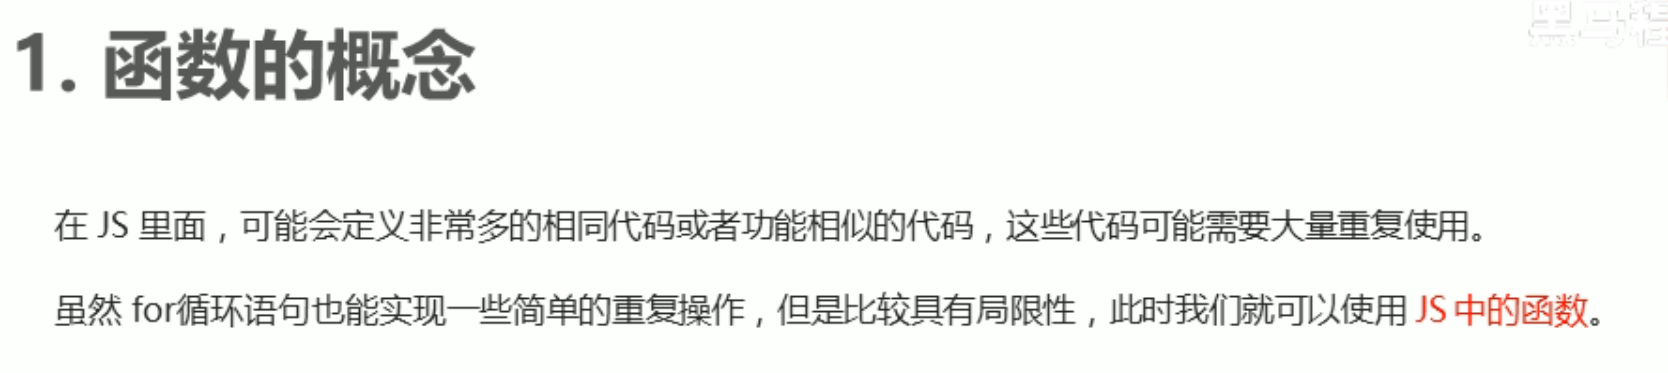 黑马程
1. 函数的概念
在 JS 里面，可能会定义非常多的相同代码或者功能相似的代码，这些代码可能需要大量重复使用。
虽然 for循环语句也能实现一些简单的重复操作，但是比较具有局限性，此时我们就可以使用 JS 中的函数。